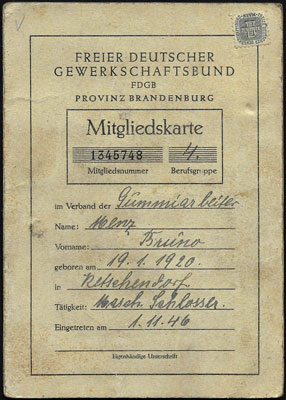 FREIER DEUTSCHER
GEWERKSCHAFTSBUND
FDGB
PROVINZ BRANDENBURG
Mitgliedskarte
1345748 4.
Mitgliedsnummer Berufsgruppe
im Verband der Gummiarbeiter
Name: Menz
Vorname: Bruno
geboren am 19.1.1920.
in Ketschendorf.
Tätigkeit: Masch. Schlosser.
Eingetreten am 1.11.46
Eigenhändige Unterschrift